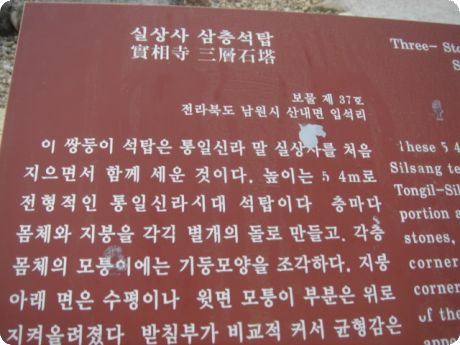 실상사 삼층석탑
實相寺 三層石塔
보물 제 37호
전라북도 남원시 산내면 입석리
이 쌍둥이 석탑은 통일신라 말 실상사를 처음
지으면서 함께 세운 것이다. 높이는 5 4m로
전형적인 통일신라시대 석탑이다 층마다
몸체와 지붕을 각각 별개의 돌로 만들고. 각층
몸체의 모퉁이에는 기둥모양을 조각하다. 지붕
아래 면은 수평이나 윗면 모퉁이 부분은 위로
지켜올려졌다 받침부가 비교적 커서 균형감은
Three- Sto
S
These 5 4
Silsang te
Tongil-Sil
portion a
stones,
corner
corner
of the
appe